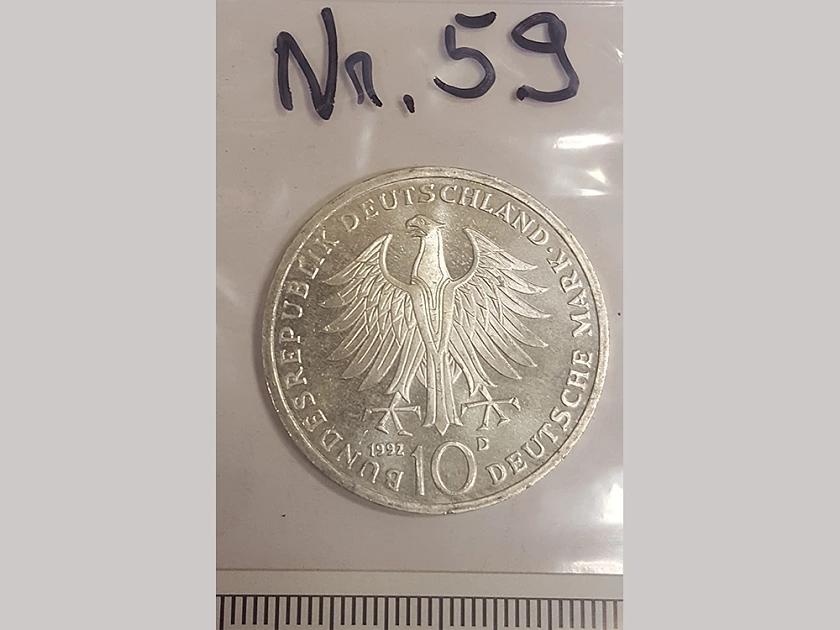 Nr. 59
BUNDESREPUBLIK DEUTSCHLAND · DEUTSCHE MARK
1992 10 D